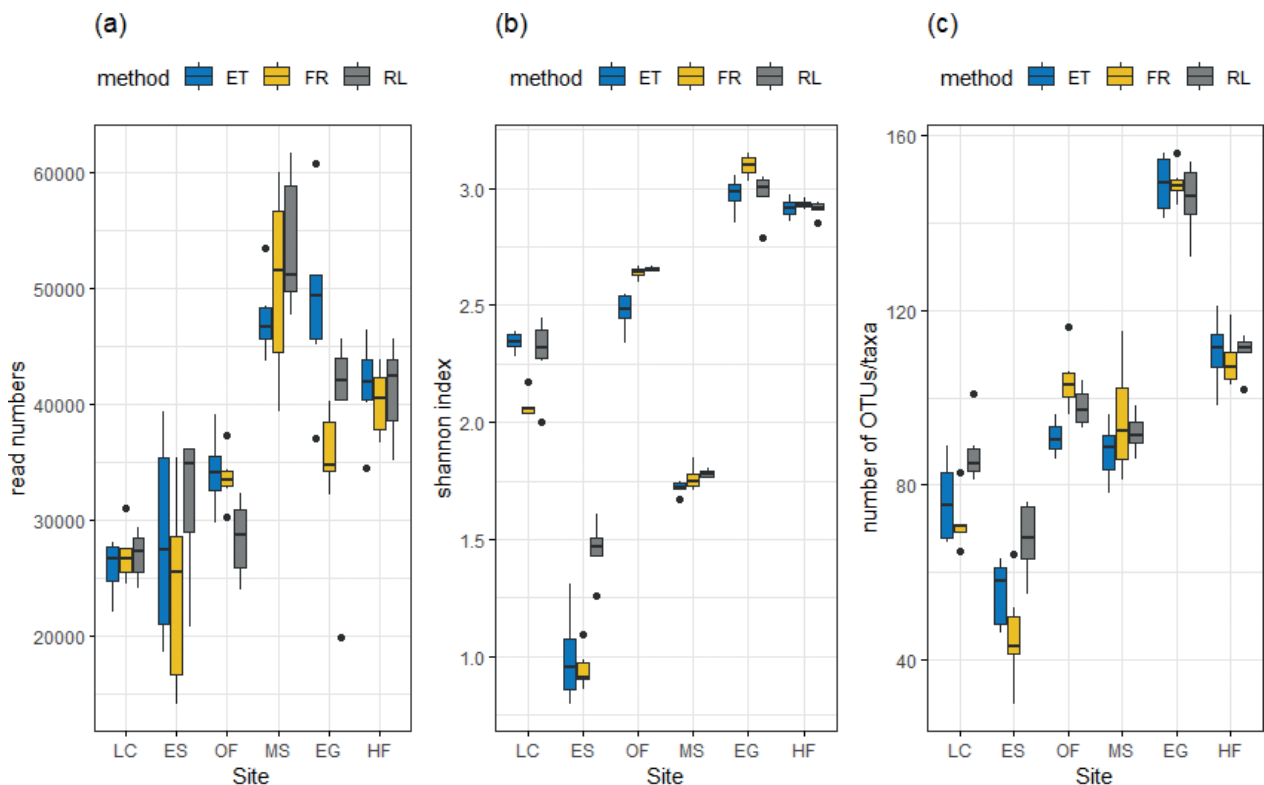 (a)
method ET FR RL
read numbers
60000
50000
40000
30000
20000
LC ES OF MS EG HF
Site
(b)
method ET FR RL
shannon index
3.0
2.5
2.0
1.5
1.0
LC ES OF MS EG HF
Site
(c)
method ET FR RL
number of OTUs/taxa
160
120
80
40
LC ES OF MS EG HF
Site